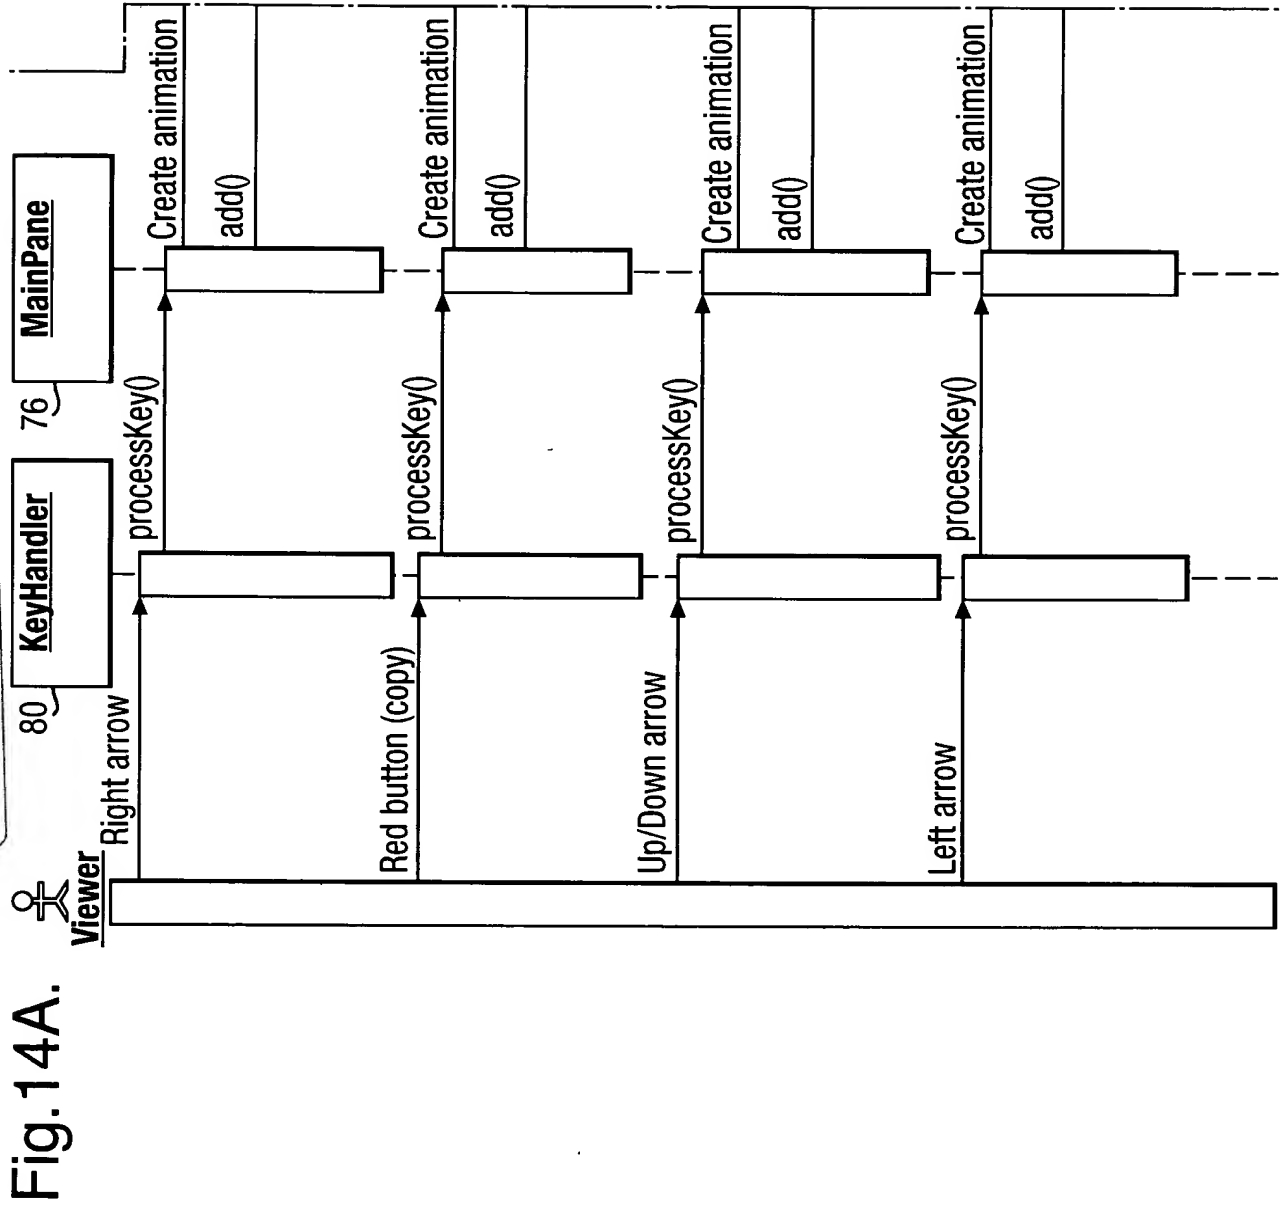 Fig.14A.
Viewer
80
KeyHandler
76
MainPane
Right arrow
processKey()
Create animation
add()
Red button (copy)
processKey()
Create animation
add()
Up/Down arrow
processKey()
Create animation
add()
Left arrow
processKey()
Create animation
add()